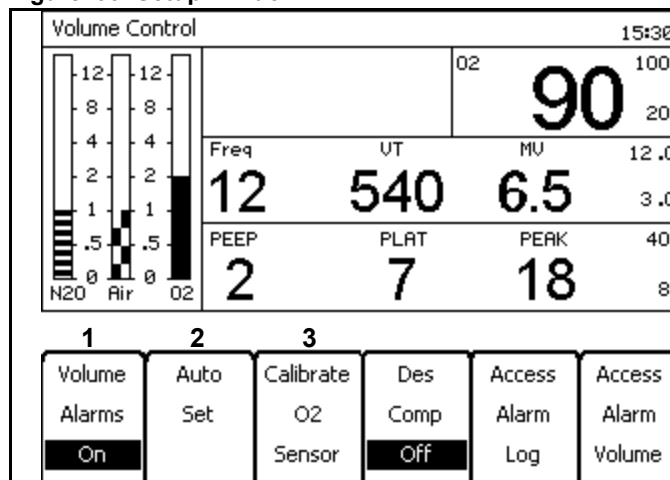 Volume Control 15:30
12 12
8 8
4 4
2 2
1 1
.5 .5
0 0
N2O Air O2
O2 90 100
20
Freq VT MV 12.0
12 540 6.5 3.0
PEEP PLAT PEAK 40
2 7 18 8
1 2 3
Volume Auto Calibrate Des Access Access
Alarms Set O2 Comp Alarm Alarm
On Sensor Off Log Volume